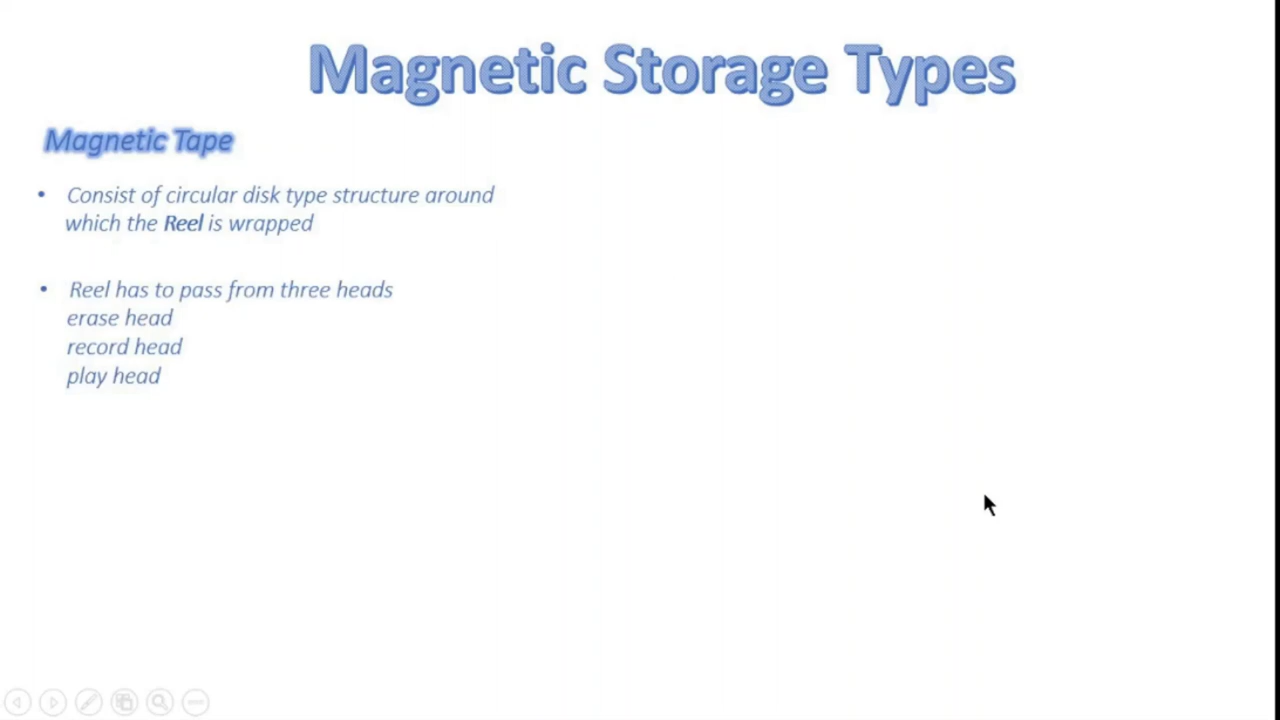 Magnetic Storage Types
Magnetic Tape
• Consist of circular disk type structure around
which the Reel is wrapped
• Reel has to pass from three heads
erase head
record head
play head